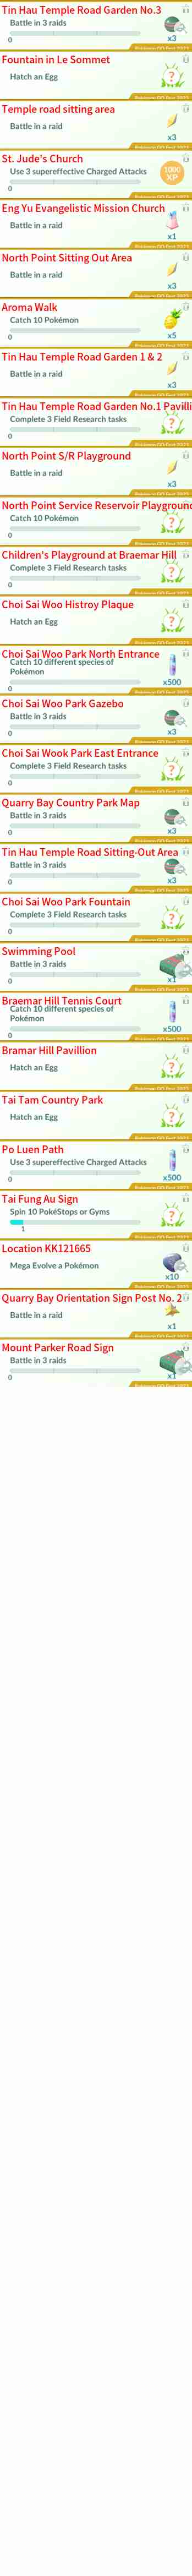 Tin Hau Temple Road Garden No.3
Battle in 3 raids
0
x3
Pokémon GO Fest 2023
Fountain in Le Sommet
Hatch an Egg
?
Temple road sitting area
Battle in a raid
x3
St. Jude's Church
Use 3 supereffective Charged Attacks
1000
XP
0
Eng Yu Evangelistic Mission Church
Battle in a raid
x1
North Point Sitting Out Area
Battle in a raid
x3
Aroma Walk
Catch 10 Pokémon
0
x5
Tin Hau Temple Road Garden 1 & 2
Battle in a raid
x3
Tin Hau Temple Road Garden No.1 Pavilli
Complete 3 Field Research tasks
?
0
North Point S/R Playground
Battle in a raid
x3
North Point Service Reservoir Playground
Catch 10 Pokémon
?
0
Children's Playground at Braemar Hill
Complete 3 Field Research tasks
?
0
Choi Sai Woo Histroy Plaque
Hatch an Egg
?
Choi Sai Woo Park North Entrance
Catch 10 different species of
Pokémon
0
x500
Choi Sai Woo Park Gazebo
Battle in 3 raids
0
x3
Choi Sai Wook Park East Entrance
Complete 3 Field Research tasks
?
0
Quarry Bay Country Park Map
Battle in 3 raids
0
x3
Tin Hau Temple Road Sitting-Out Area
Battle in 3 raids
0
x3
Choi Sai Woo Park Fountain
Complete 3 Field Research tasks
?
0
Swimming Pool
Battle in 3 raids
0
x1
Braemar Hill Tennis Court
Catch 10 different species of
Pokémon
0
x500
Bramar Hill Pavillion
Hatch an Egg
?
Tai Tam Country Park
Hatch an Egg
?
Po Luen Path
Use 3 supereffective Charged Attacks
0
x500
Tai Fung Au Sign
Spin 10 PokéStops or Gyms
?
1
Location KK121665
Mega Evolve a Pokémon
x10
Quarry Bay Orientation Sign Post No. 2
Battle in a raid
x1
Mount Parker Road Sign
Battle in 3 raids
0
x1